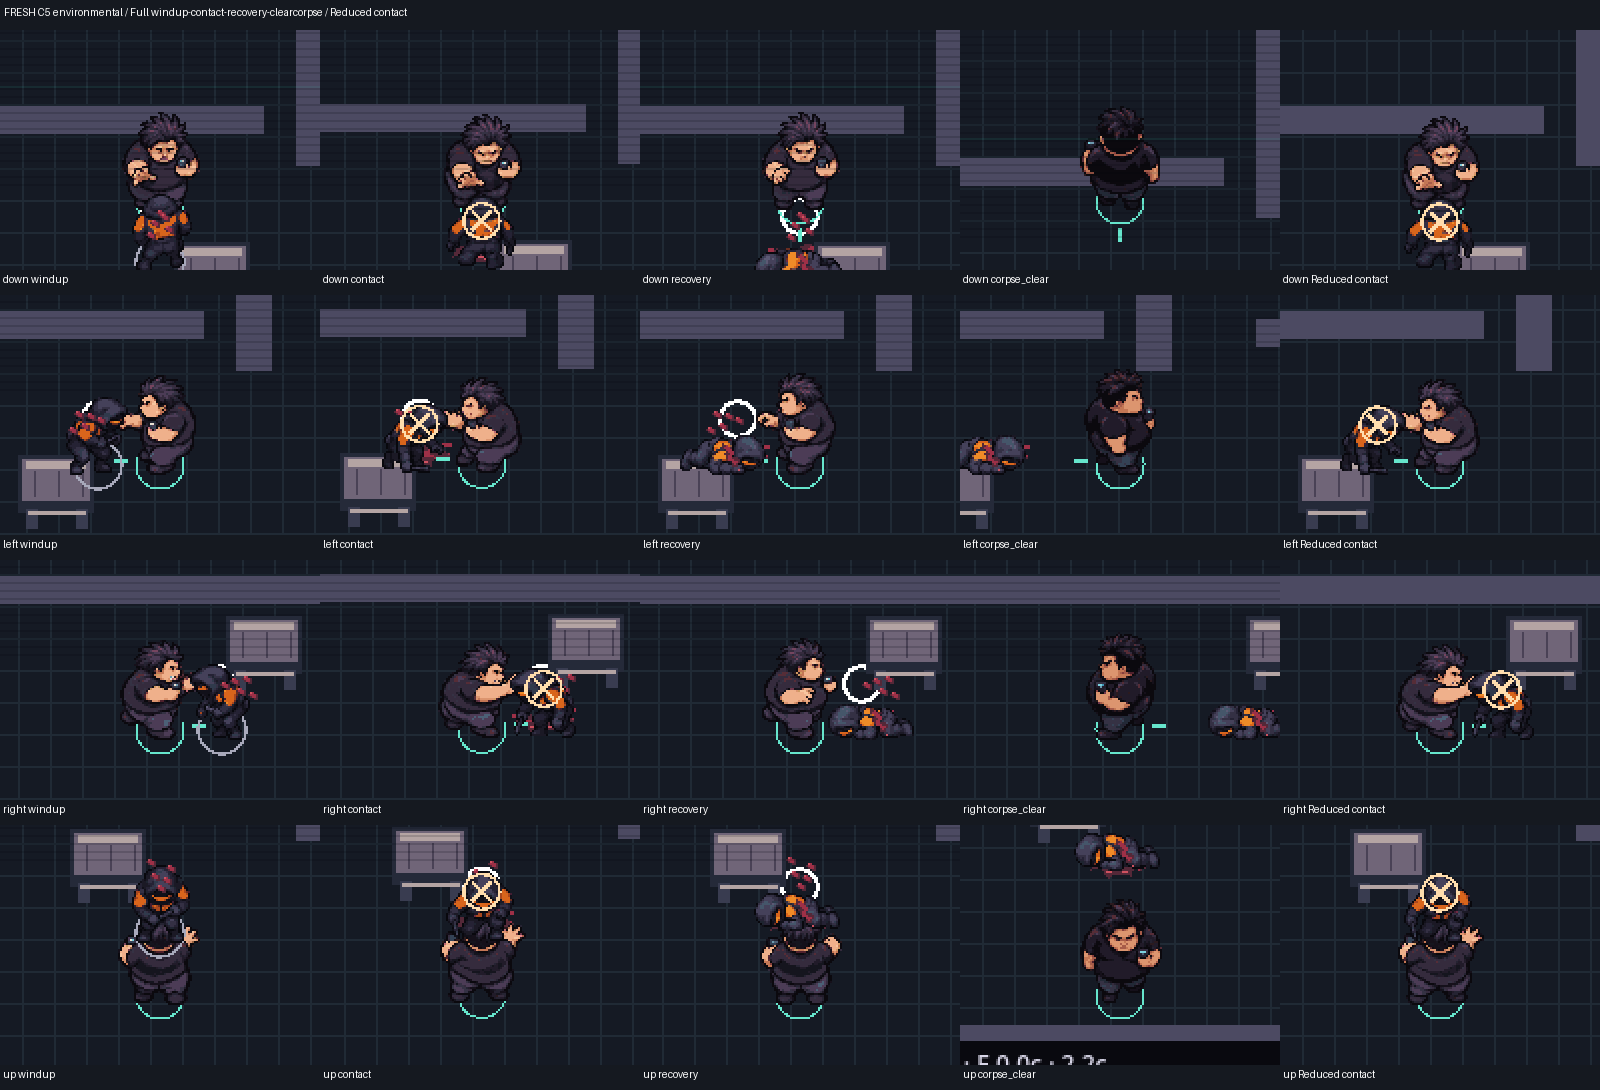 FRESH C5 environmental / Full windup-contact-recovery-clearcorpse / Reduced contact
down windup
down contact
down recovery
down corpse_clear
down Reduced contact
left windup
left contact
left recovery
left corpse_clear
left Reduced contact
right windup
right contact
right recovery
right corpse_clear
right Reduced contact
up windup
up contact
up recovery
up corpse_clear
up Reduced contact